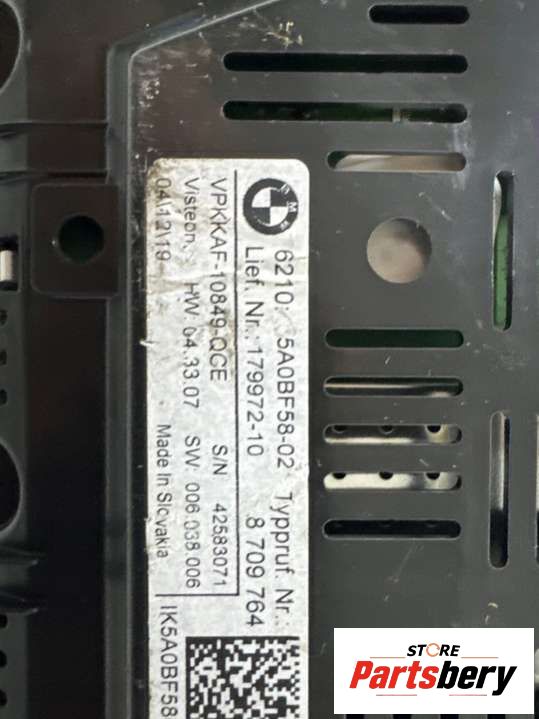 BMW
6210: 5A0BF58-02 Typpruf. Nr.:
Lief. Nr.: 179972-10 8 709 764
VPKKAF-10849-QCE S/N 42583071
Visteon HW: 04.33.07 SW: 006.038.006
04\12\19 Made In Slovakia
IK5A0BF58
STORE
Partsbery